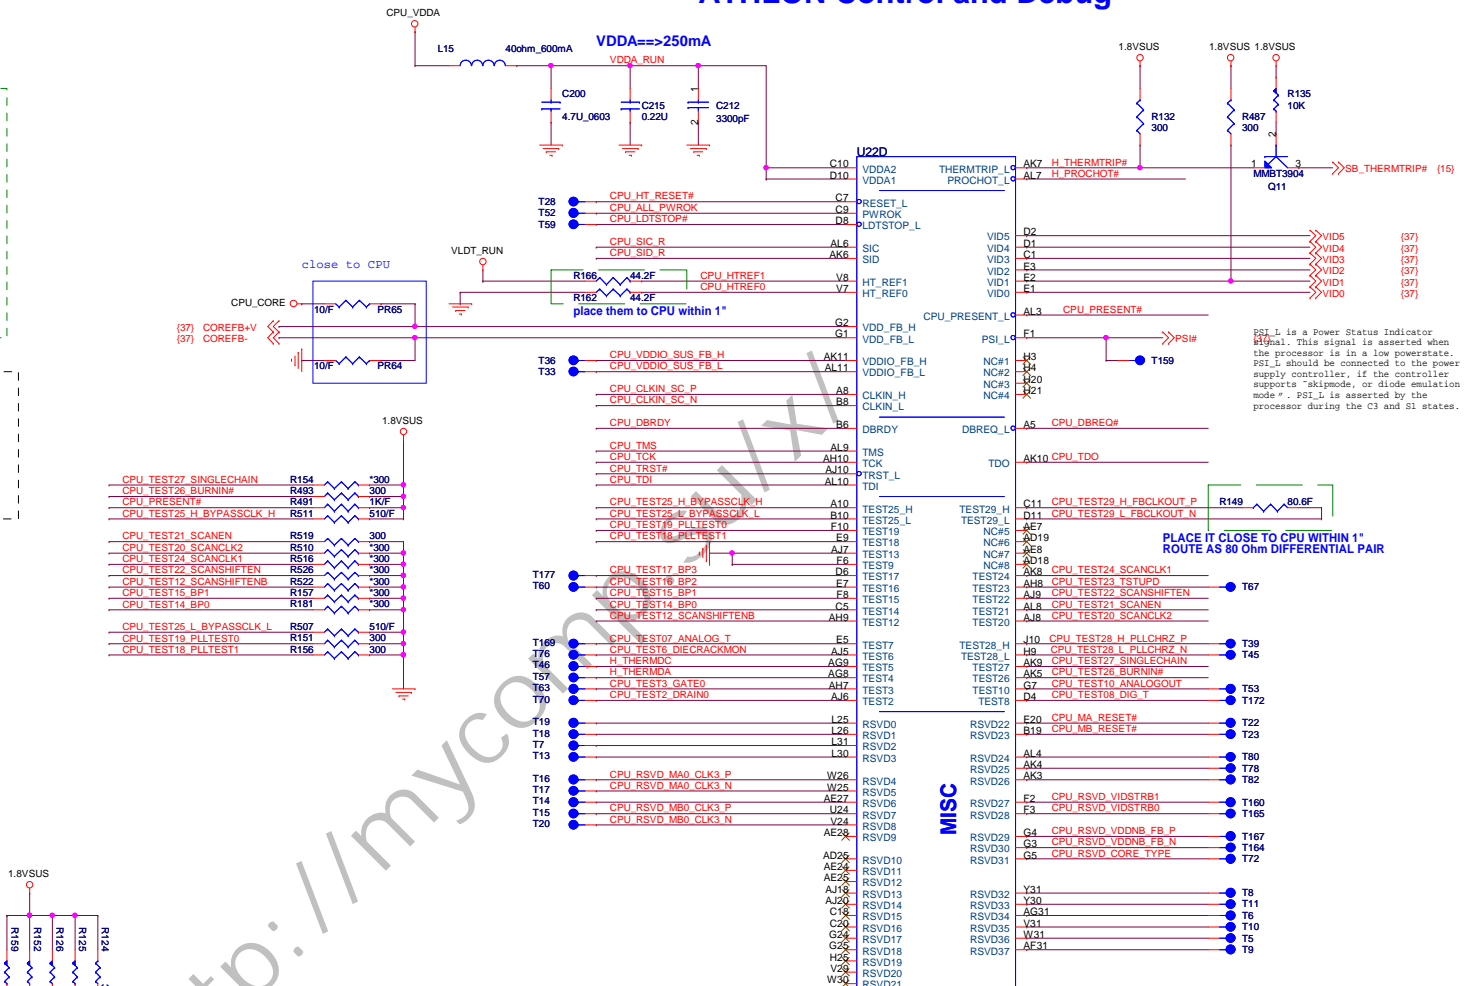 CPU_VDDA
L15
40ohm_600mA
VDDA==>250mA
VDDA_RUN
C200
4.7U_0603
C215
0.22U
1
2
C212
3300pF
1.8VSUS
1.8VSUS
1.8VSUS
R132
300
R487
300
R135
10K
2
1
3
MMBT3904
Q11
SB_THERMTRIP# {15}
U22D
C10 VDDA2
D10 VDDA1
THERMTRIP_L AK7 H_THERMTRIP#
PROCHOT_L AL7 H_PROCHOT#
T28 CPU_HT_RESET# C7 RESET_L
T52 CPU_ALL_PWROK C9 PWROK
T59 CPU_LDTSTOP# D8 LDTSTOP_L
CPU_SIC_R AL6 SIC
CPU_SID_R AK6 SID
VID5 D2 VID5 {37}
VID4 D1 VID4 {37}
VID3 C1 VID3 {37}
VID2 E3 VID2 {37}
VID1 E2 VID1 {37}
VID0 E1 VID0 {37}
VLDT_RUN
R166 44.2F CPU_HTREF1 V8 HT_REF1
R162 44.2F CPU_HTREF0 V7 HT_REF0
place them to CPU within 1"
close to CPU
CPU_CORE
10/F PR65
{37} COREFB+V G2 VDD_FB_H
{37} COREFB- G1 VDD_FB_L
10/F PR64
CPU_PRESENT_L AL3 CPU_PRESENT#
PSI_L F1 PSI#
T159
PSI_L is a Power Status Indicator
signal. This signal is asserted when
the processor is in a low powerstate.
PSI_L should be connected to the power
supply controller, if the controller
supports ˝skipmode, or diode emulation
mode ″. PSI_L is asserted by the
processor during the C3 and S1 states.
T36 CPU_VDDIO_SUS_FB_H AK11 VDDIO_FB_H
T33 CPU_VDDIO_SUS_FB_L AL11 VDDIO_FB_L
NC#1 H3
NC#2 H4
NC#3 H20
NC#4 H21
CPU_CLKIN_SC_P A8 CLKIN_H
CPU_CLKIN_SC_N B8 CLKIN_L
CPU_DBRDY B6 DBRDY
DBREQ_L A5 CPU_DBREQ#
CPU_TMS AL9 TMS
CPU_TCK AH10 TCK
CPU_TRST# AJ10 TRST_L
CPU_TDI AL10 TDI
TDO AK10 CPU_TDO
1.8VSUS
CPU_TEST27_SINGLECHAIN R154 *300
CPU_TEST26_BURNIN# R493 300
CPU_PRESENT# R491 1K/F
CPU_TEST25_H_BYPASSCLK_H R511 510/F
CPU_TEST21_SCANEN R519 300
CPU_TEST20_SCANCLK2 R510 *300
CPU_TEST24_SCANCLK1 R516 *300
CPU_TEST22_SCANSHIFTEN R526 *300
CPU_TEST12_SCANSHIFTENB R522 *300
CPU_TEST15_BP1 R157 *300
CPU_TEST14_BP0 R181 *300
CPU_TEST25_L_BYPASSCLK_L R507 510/F
CPU_TEST19_PLLTEST0 R151 300
CPU_TEST18_PLLTEST1 R156 300
CPU_TEST25_H_BYPASSCLK_H A10 TEST25_H
CPU_TEST25_L_BYPASSCLK_L B10 TEST25_L
CPU_TEST19_PLLTEST0 F10 TEST19
CPU_TEST18_PLLTEST1 E9 TEST18
AJ7 TEST13
F6 TEST9
T177 CPU_TEST17_BP3 D6 TEST17
T60 CPU_TEST16_BP2 E7 TEST16
CPU_TEST15_BP1 F8 TEST15
CPU_TEST14_BP0 C5 TEST14
CPU_TEST12_SCANSHIFTENB AH9 TEST12
T169 CPU_TEST07_ANALOG_T E5 TEST7
T76 CPU_TEST6_DIECRACKMON AJ5 TEST6
T46 H_THERMDC AG9 TEST5
T57 H_THERMDA AG8 TEST4
T63 CPU_TEST3_GATE0 AH7 TEST3
T70 CPU_TEST2_DRAIN0 AJ6 TEST2
TEST29_H C11 CPU_TEST29_H_FBCLKOUT_P
TEST29_L D11 CPU_TEST29_L_FBCLKOUT_N
R149 80.6F
PLACE IT CLOSE TO CPU WITHIN 1"
ROUTE AS 80 Ohm DIFFERENTIAL PAIR
NC#5 AE7
NC#6 AD19
NC#7 AE8
NC#8 AD18
TEST24 AK8 CPU_TEST24_SCANCLK1
TEST23 AH8 CPU_TEST23_TSTUPD T67
TEST22 AJ9 CPU_TEST22_SCANSHIFTEN
TEST21 AL8 CPU_TEST21_SCANEN
TEST20 AJ8 CPU_TEST20_SCANCLK2
TEST28_H J10 CPU_TEST28_H_PLLCHRZ_P T39
TEST28_L H9 CPU_TEST28_L_PLLCHRZ_N T45
TEST27 AK9 CPU_TEST27_SINGLECHAIN
TEST26 AK5 CPU_TEST26_BURNIN#
TEST10 G7 CPU_TEST10_ANALOGOUT T53
TEST8 D4 CPU_TEST08_DIG_T T172
T19 L25 RSVD0
T18 L26 RSVD1
T7 L31 RSVD2
T13 L30 RSVD3
T16 CPU_RSVD_MA0_CLK3_P W26 RSVD4
T17 CPU_RSVD_MA0_CLK3_N W25 RSVD5
T14 AE27 RSVD6
T15 CPU_RSVD_MB0_CLK3_P U24 RSVD7
T20 CPU_RSVD_MB0_CLK3_N V24 RSVD8
AE28 RSVD9
AD25 RSVD10
AE24 RSVD11
AE25 RSVD12
AJ18 RSVD13
AJ20 RSVD14
C18 RSVD15
C20 RSVD16
G24 RSVD17
G25 RSVD18
H25 RSVD19
V29 RSVD20
W30 RSVD21
MISC
RSVD22 E20 CPU_MA_RESET# T22
RSVD23 B19 CPU_MB_RESET# T23
RSVD24 AL4 T80
RSVD25 AK4 T78
RSVD26 AK3 T82
RSVD27 F2 CPU_RSVD_VIDSTRB1 T160
RSVD28 F3 CPU_RSVD_VIDSTRB0 T165
RSVD29 G4 CPU_RSVD_VDDNB_FB_P T167
RSVD30 G3 CPU_RSVD_VDDNB_FB_N T164
RSVD31 G5 CPU_RSVD_CORE_TYPE T72
RSVD32 Y31 T8
RSVD33 Y30 T11
RSVD34 AG31 T6
RSVD35 V31 T10
RSVD36 W31 T5
RSVD37 AF31 T9
1.8VSUS
R159
R152
R126
R125
R124
tp://mycomp.su/x/